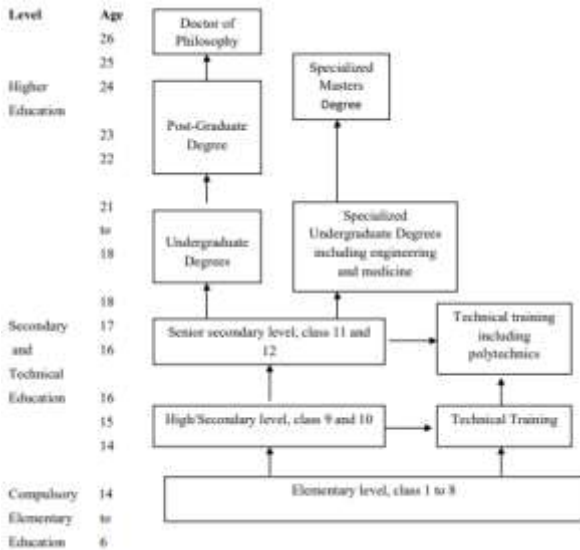 Level Age
Doctor of
Philosophy
26
25
Specialized
Masters
Degree
Higher 24
Education
Post-Graduate
Degree
23
22
21
to
18
Undergraduate
Degrees
Specialized
Undergraduate Degrees
including engineering
and medicine
18
Secondary 17
and 16
Technical
Education 16
15
14
Senior secondary level, class 11 and
12
Technical training
including
polytechnics
High/Secondary level, class 9 and 10
Technical Training
Elementary level, class 1 to 8
Compulsory 14
Elementary to
Education 6